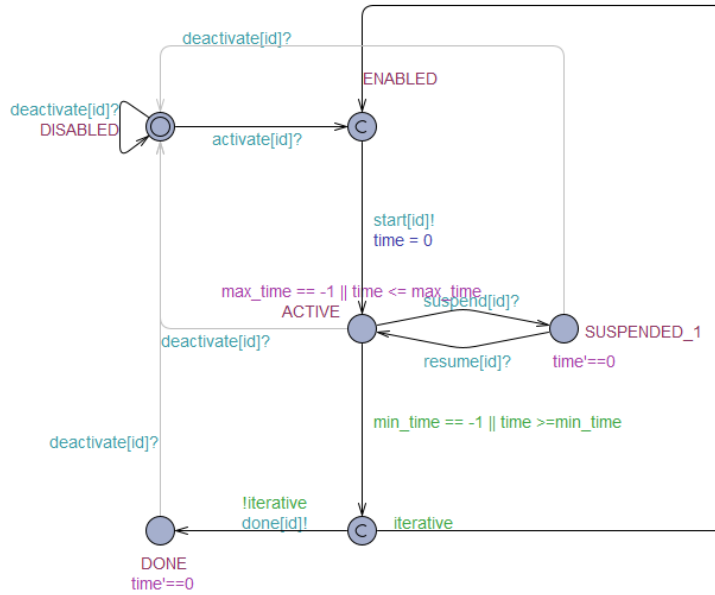 deactivate[id]?
ENABLED
deactivate[id]?
DISABLED
C
activate[id]?
start[id]!
time = 0
max_time == -1 || time <= max_time
suspend[id]?
ACTIVE
SUSPENDED_1
deactivate[id]?
resume[id]?
time'==0
min_time == -1 || time >=min_time
deactivate[id]?
!iterative
done[id]!
C
iterative
DONE
time'==0